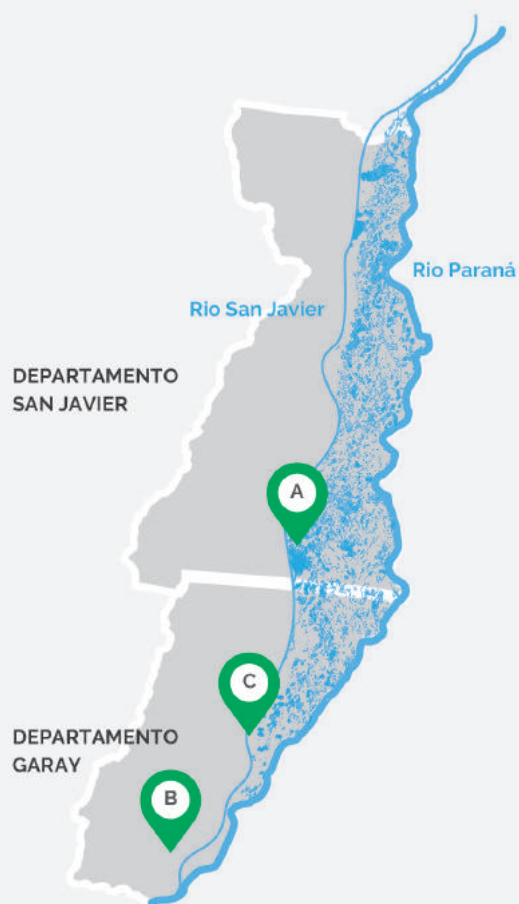 Rio Paraná
Rio San Javier
DEPARTAMENTO
SAN JAVIER
A
C
DEPARTAMENTO
GARAY
B